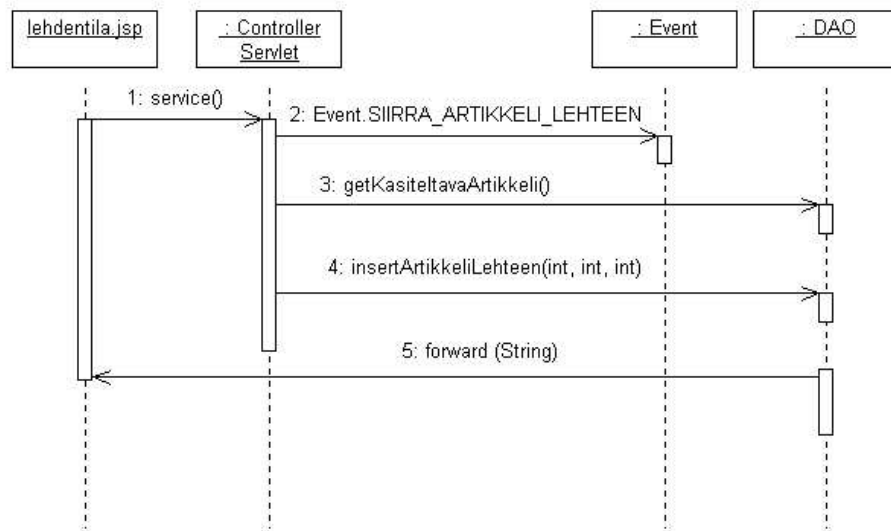 lehdentila.jsp
: Controller
Servlet
: Event
: DAO
1: service()
2: Event.SIIRRA_ARTIKKELI_LEHTEEN
3: getKasiteltavaArtikkeli()
4: insertArtikkeliLehteen(int, int, int)
5: forward (String)